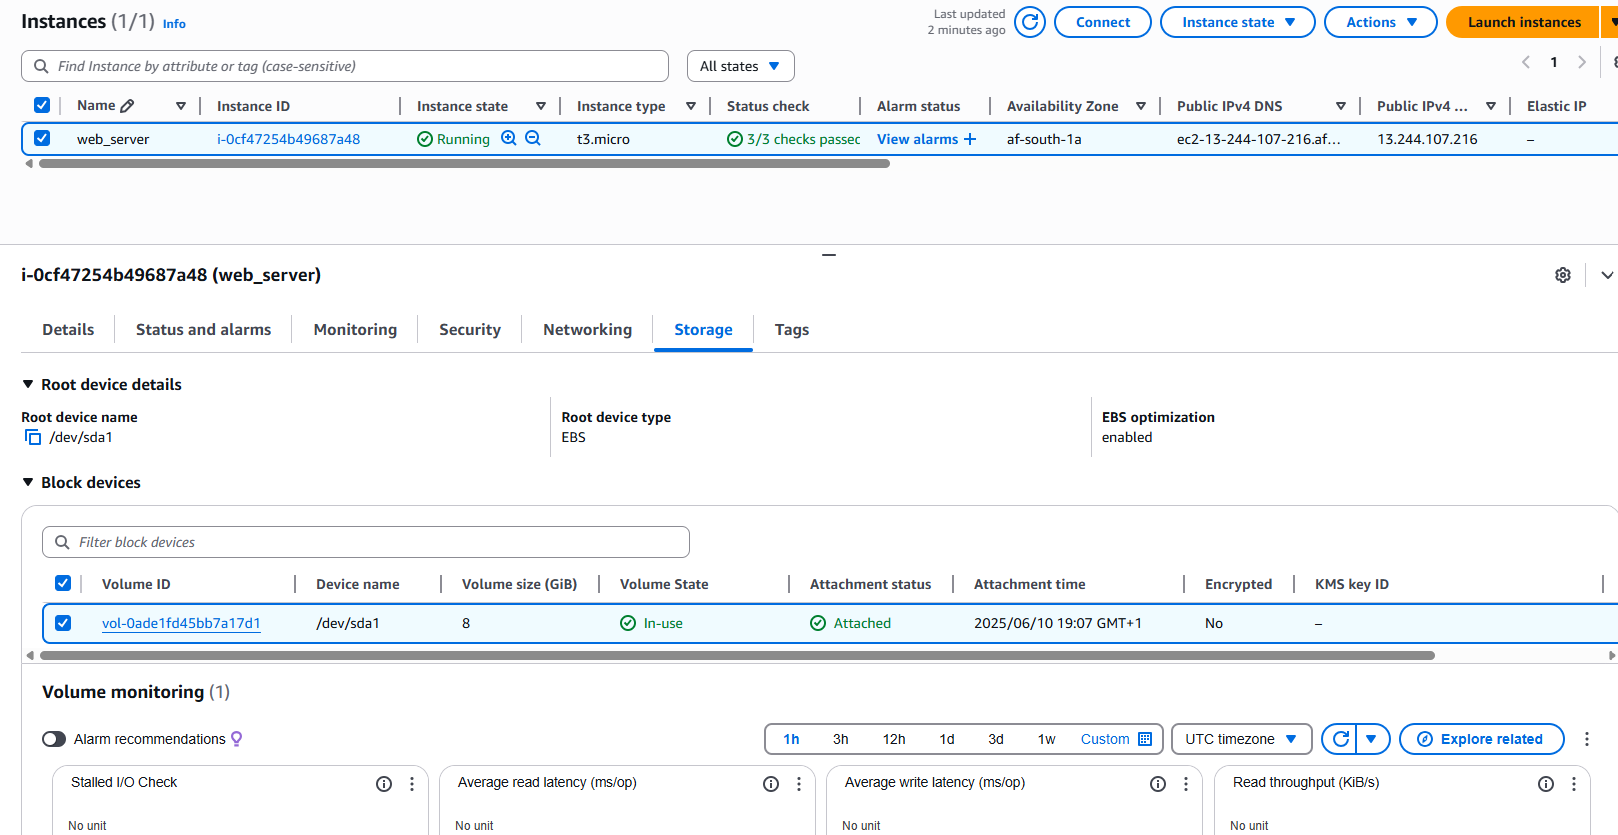 Instances (1/1) Info
Last updated
2 minutes ago
Connect
Instance state
Actions
Launch instances
Find Instance by attribute or tag (case-sensitive)
All states
1
Name Instance ID Instance state Instance type Status check Alarm status Availability Zone Public IPv4 DNS Public IPv4 ... Elastic IP
web_server i-0cf47254b49687a48 Running t3.micro 3/3 checks passed View alarms + af-south-1a ec2-13-244-107-216.af... 13.244.107.216 –
i-0cf47254b49687a48 (web_server)
Details Status and alarms Monitoring Security Networking Storage Tags
Root device details
Root device name Root device type EBS optimization
/dev/sda1 EBS enabled
Block devices
Filter block devices
Volume ID Device name Volume size (GiB) Volume State Attachment status Attachment time Encrypted KMS key ID
vol-0ade1fd45bb7a17d1 /dev/sda1 8 In-use Attached 2025/06/10 19:07 GMT+1 No –
Volume monitoring (1)
Alarm recommendations 1h 3h 12h 1d 3d 1w Custom UTC timezone Explore related
Stalled I/O Check Average read latency (ms/op) Average write latency (ms/op) Read throughput (KiB/s)
No unit No unit No unit No unit